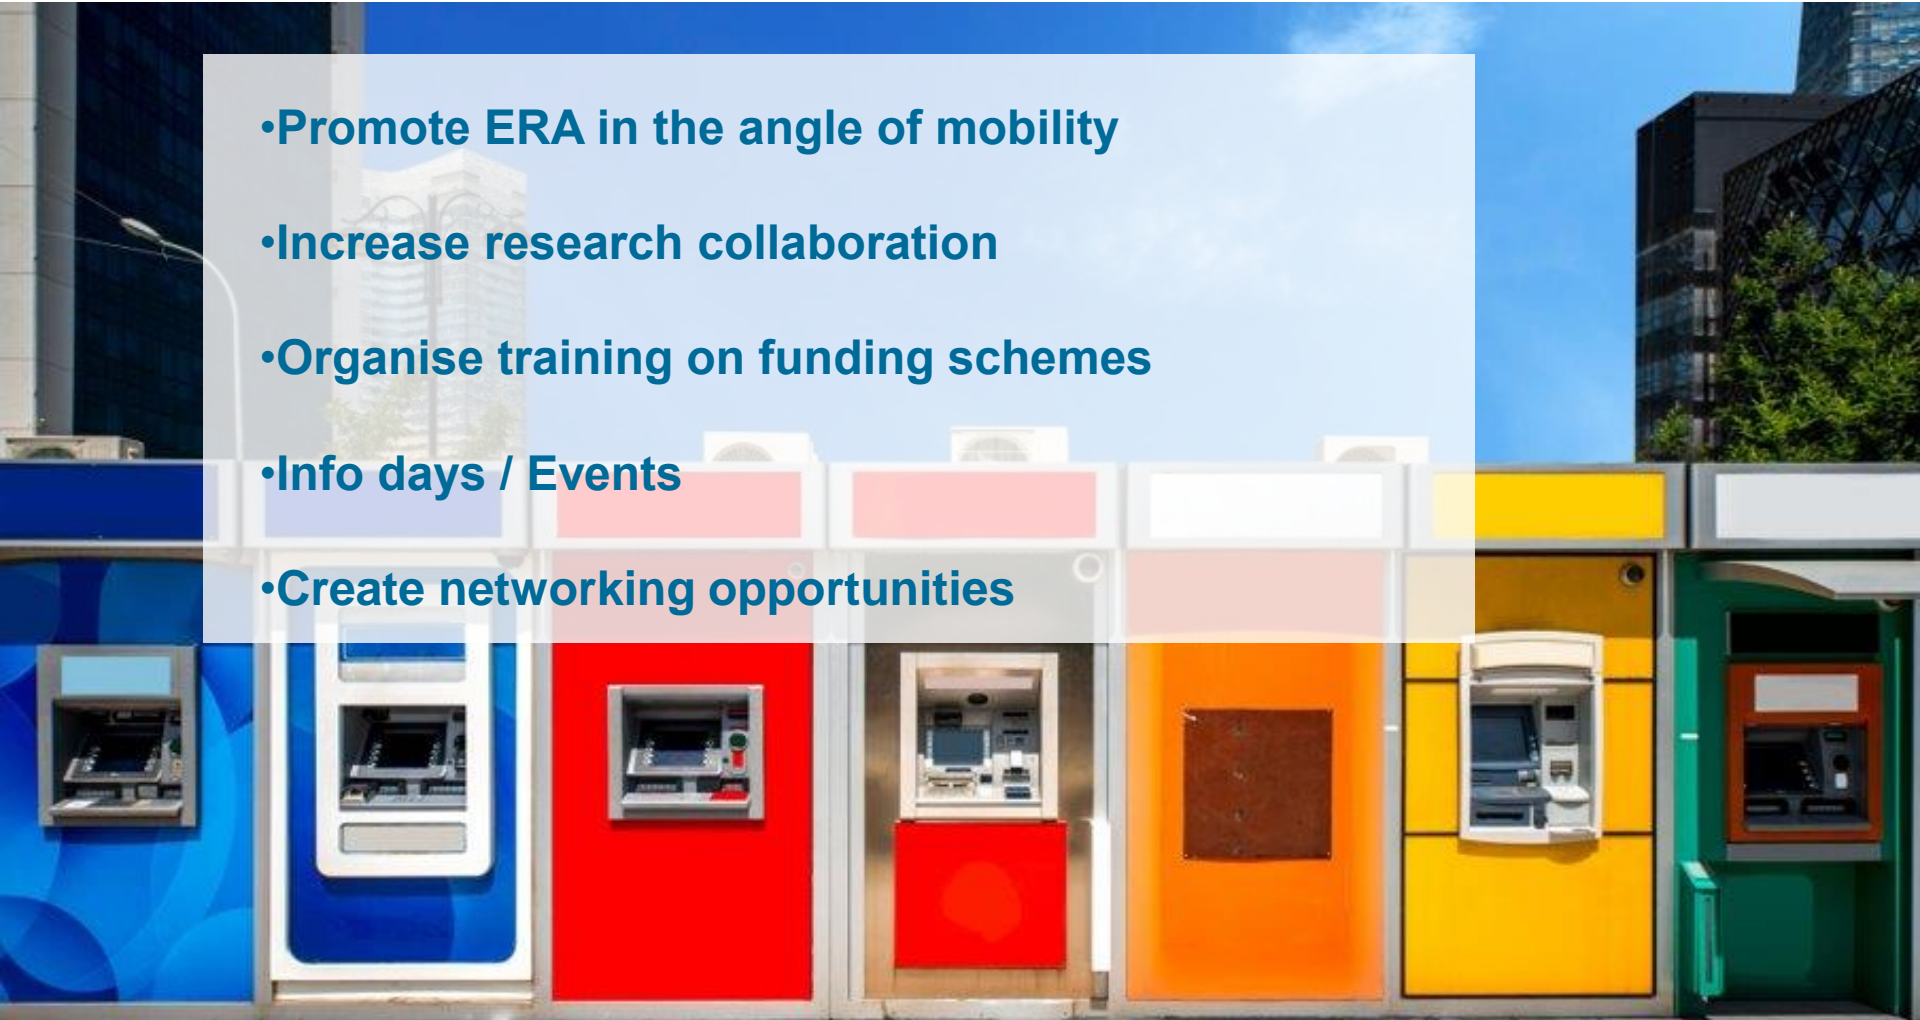 •Promote ERA in the angle of mobility
•Increase research collaboration
•Organise training on funding schemes
•Info days / Events
•Create networking opportunities